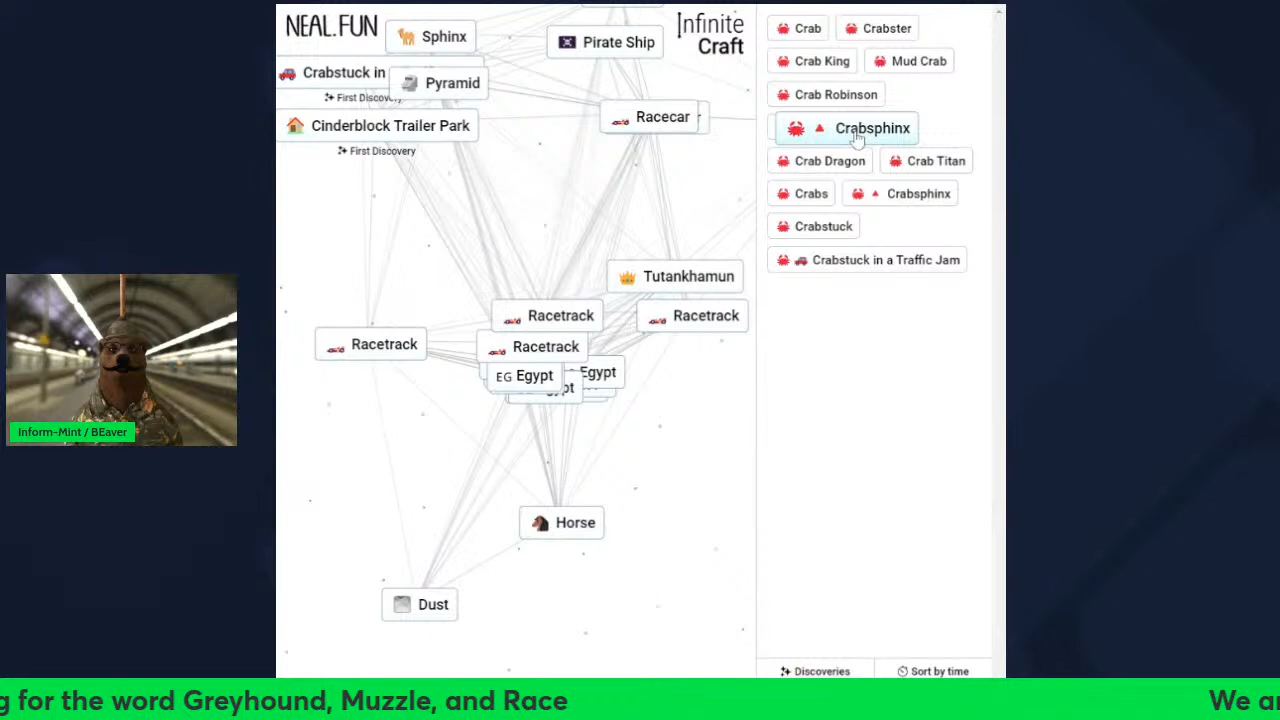 NEAL.FUN
Infinite
Craft
Sphinx
Pirate Ship
Crabstuck in
Pyramid
First Discovery
Racecar
Cinderblock Trailer Park
First Discovery
Tutankhamun
Racetrack
Racetrack
Racetrack
Racetrack
Egypt
EG Egypt
Horse
Dust
Crab
Crabster
Crab King
Mud Crab
Crab Robinson
Crabsphinx
Crab Dragon
Crab Titan
Crabs
Crabsphinx
Crabstuck
Crabstuck in a Traffic Jam
Discoveries
Sort by time
Inform-Mint / BEaver
g for the word Greyhound, Muzzle, and Race
We ar